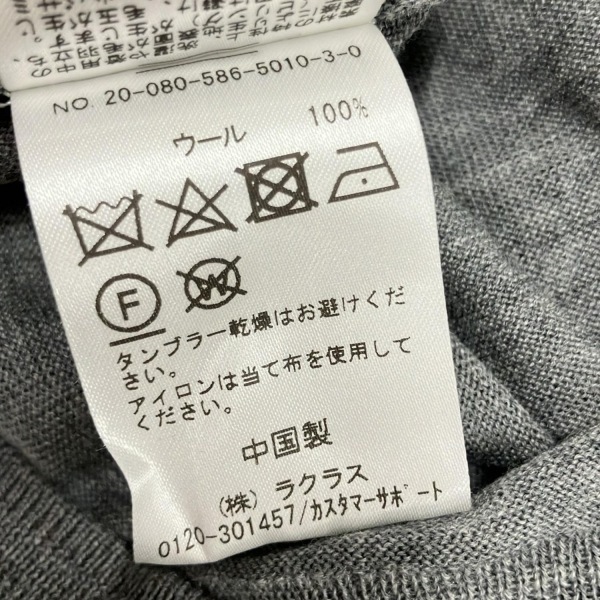 NO. 20-080-586-5010-3-0
ウール 100%
F W
タンブラー乾燥はお避けくだ
さい。
アイロンは当て布を使用して
ください。
中国製
(株) ラクラス
0120-301457/カスタマーサポート